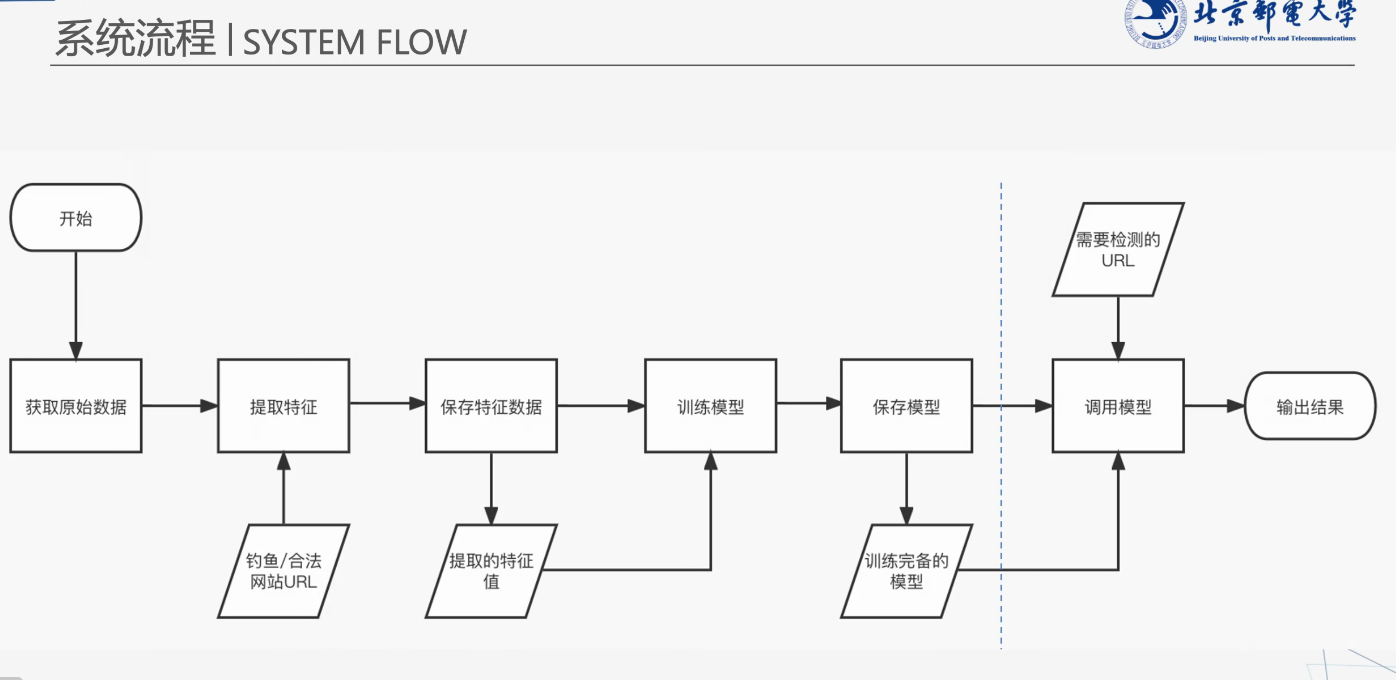 系统流程 | SYSTEM FLOW
北京郵電大學
Beijing University of Posts and Telecommunications
开始
需要检测的
URL
获取原始数据
提取特征
保存特征数据
训练模型
保存模型
调用模型
输出结果
钓鱼/合法
网站URL
提取的特征
值
训练完备的
模型